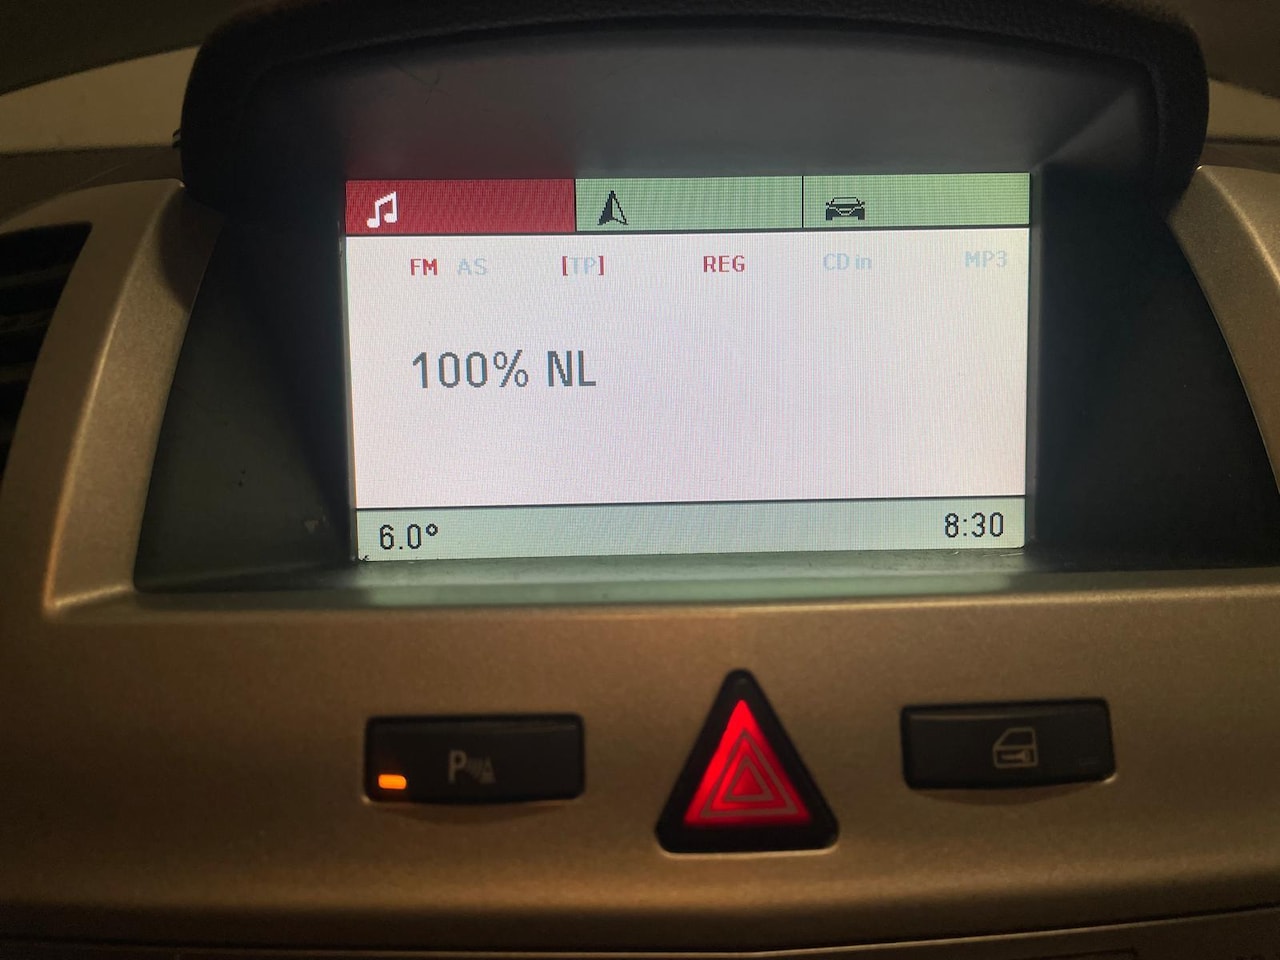 FM AS [TP] REG CD in MP3
100% NL
6.0° 8:30
P